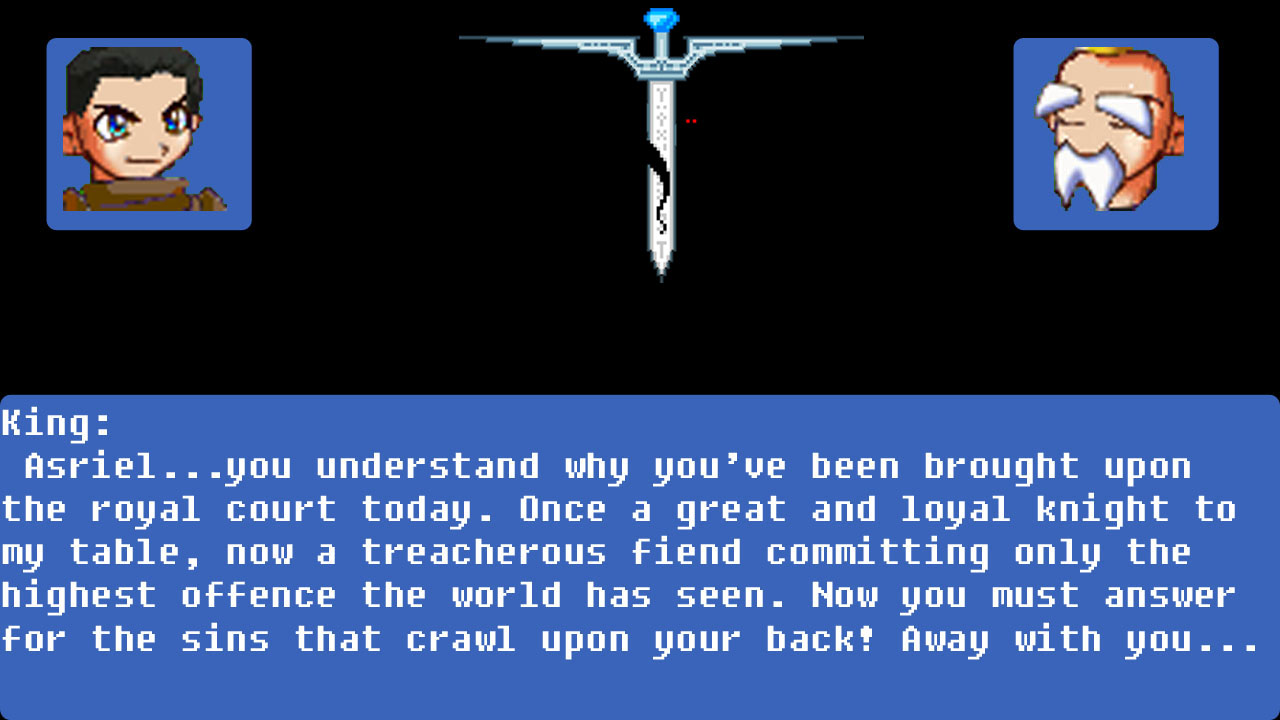 King:
Asriel...you understand why you've been brought upon
the royal court today. Once a great and loyal knight to
my table, now a treacherous fiend committing only the
highest offence the world has seen. Now you must answer
for the sins that crawl upon your back! Away with you...